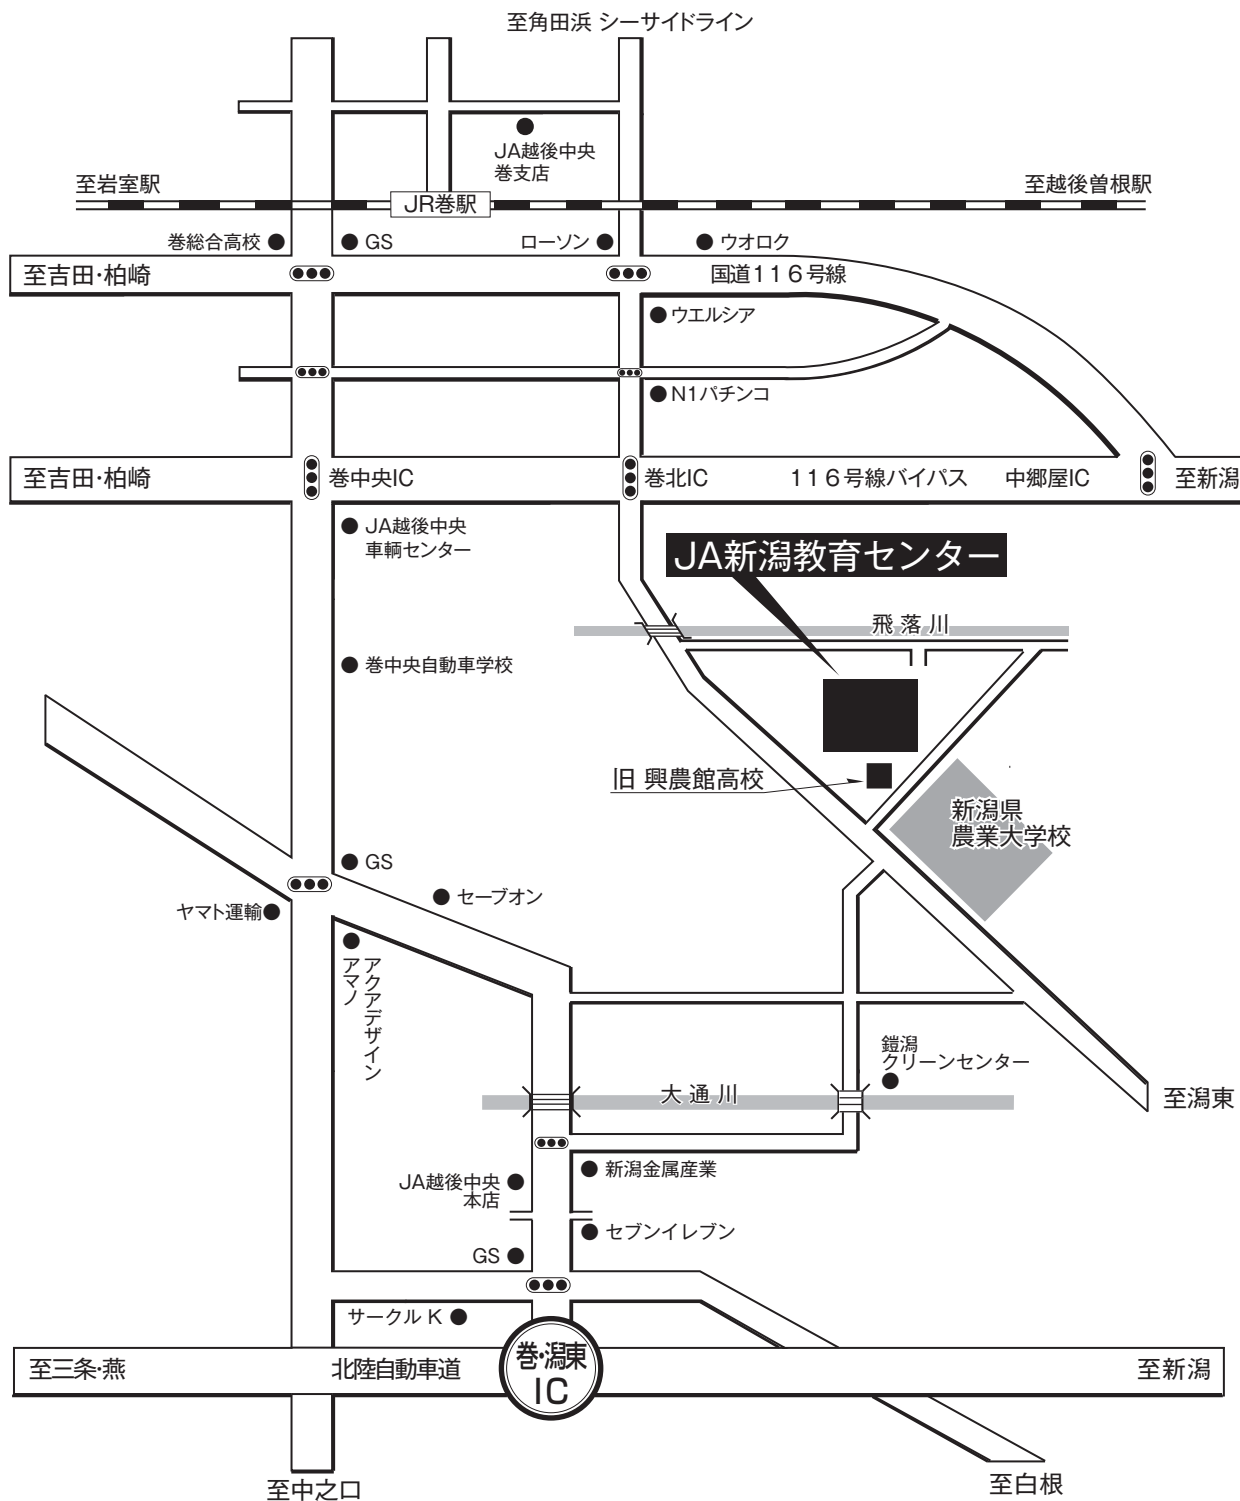 至角田浜 シーサイドライン
JA越後中央
巻支店
至岩室駅
JR巻駅
至越後曽根駅
巻総合高校
GS
ローソン
ウオロク
至吉田・柏崎
国道116号線
ウエルシア
N1パチンコ
至吉田・柏崎
巻中央IC
巻北IC
116号線バイパス
中郷屋IC
至新潟
JA越後中央
車輌センター
JA新潟教育センター
飛落川
巻中央自動車学校
旧 興農館高校
新潟県
農業大学校
GS
セーブオン
ヤマト運輸
アクアデザイン
アマノ
鎧潟
クリーンセンター
大通川
至潟東
新潟金属産業
JA越後中央
本店
セブンイレブン
GS
サークルK
巻・潟東
IC
至三条・燕
北陸自動車道
至新潟
至中之口
至白根